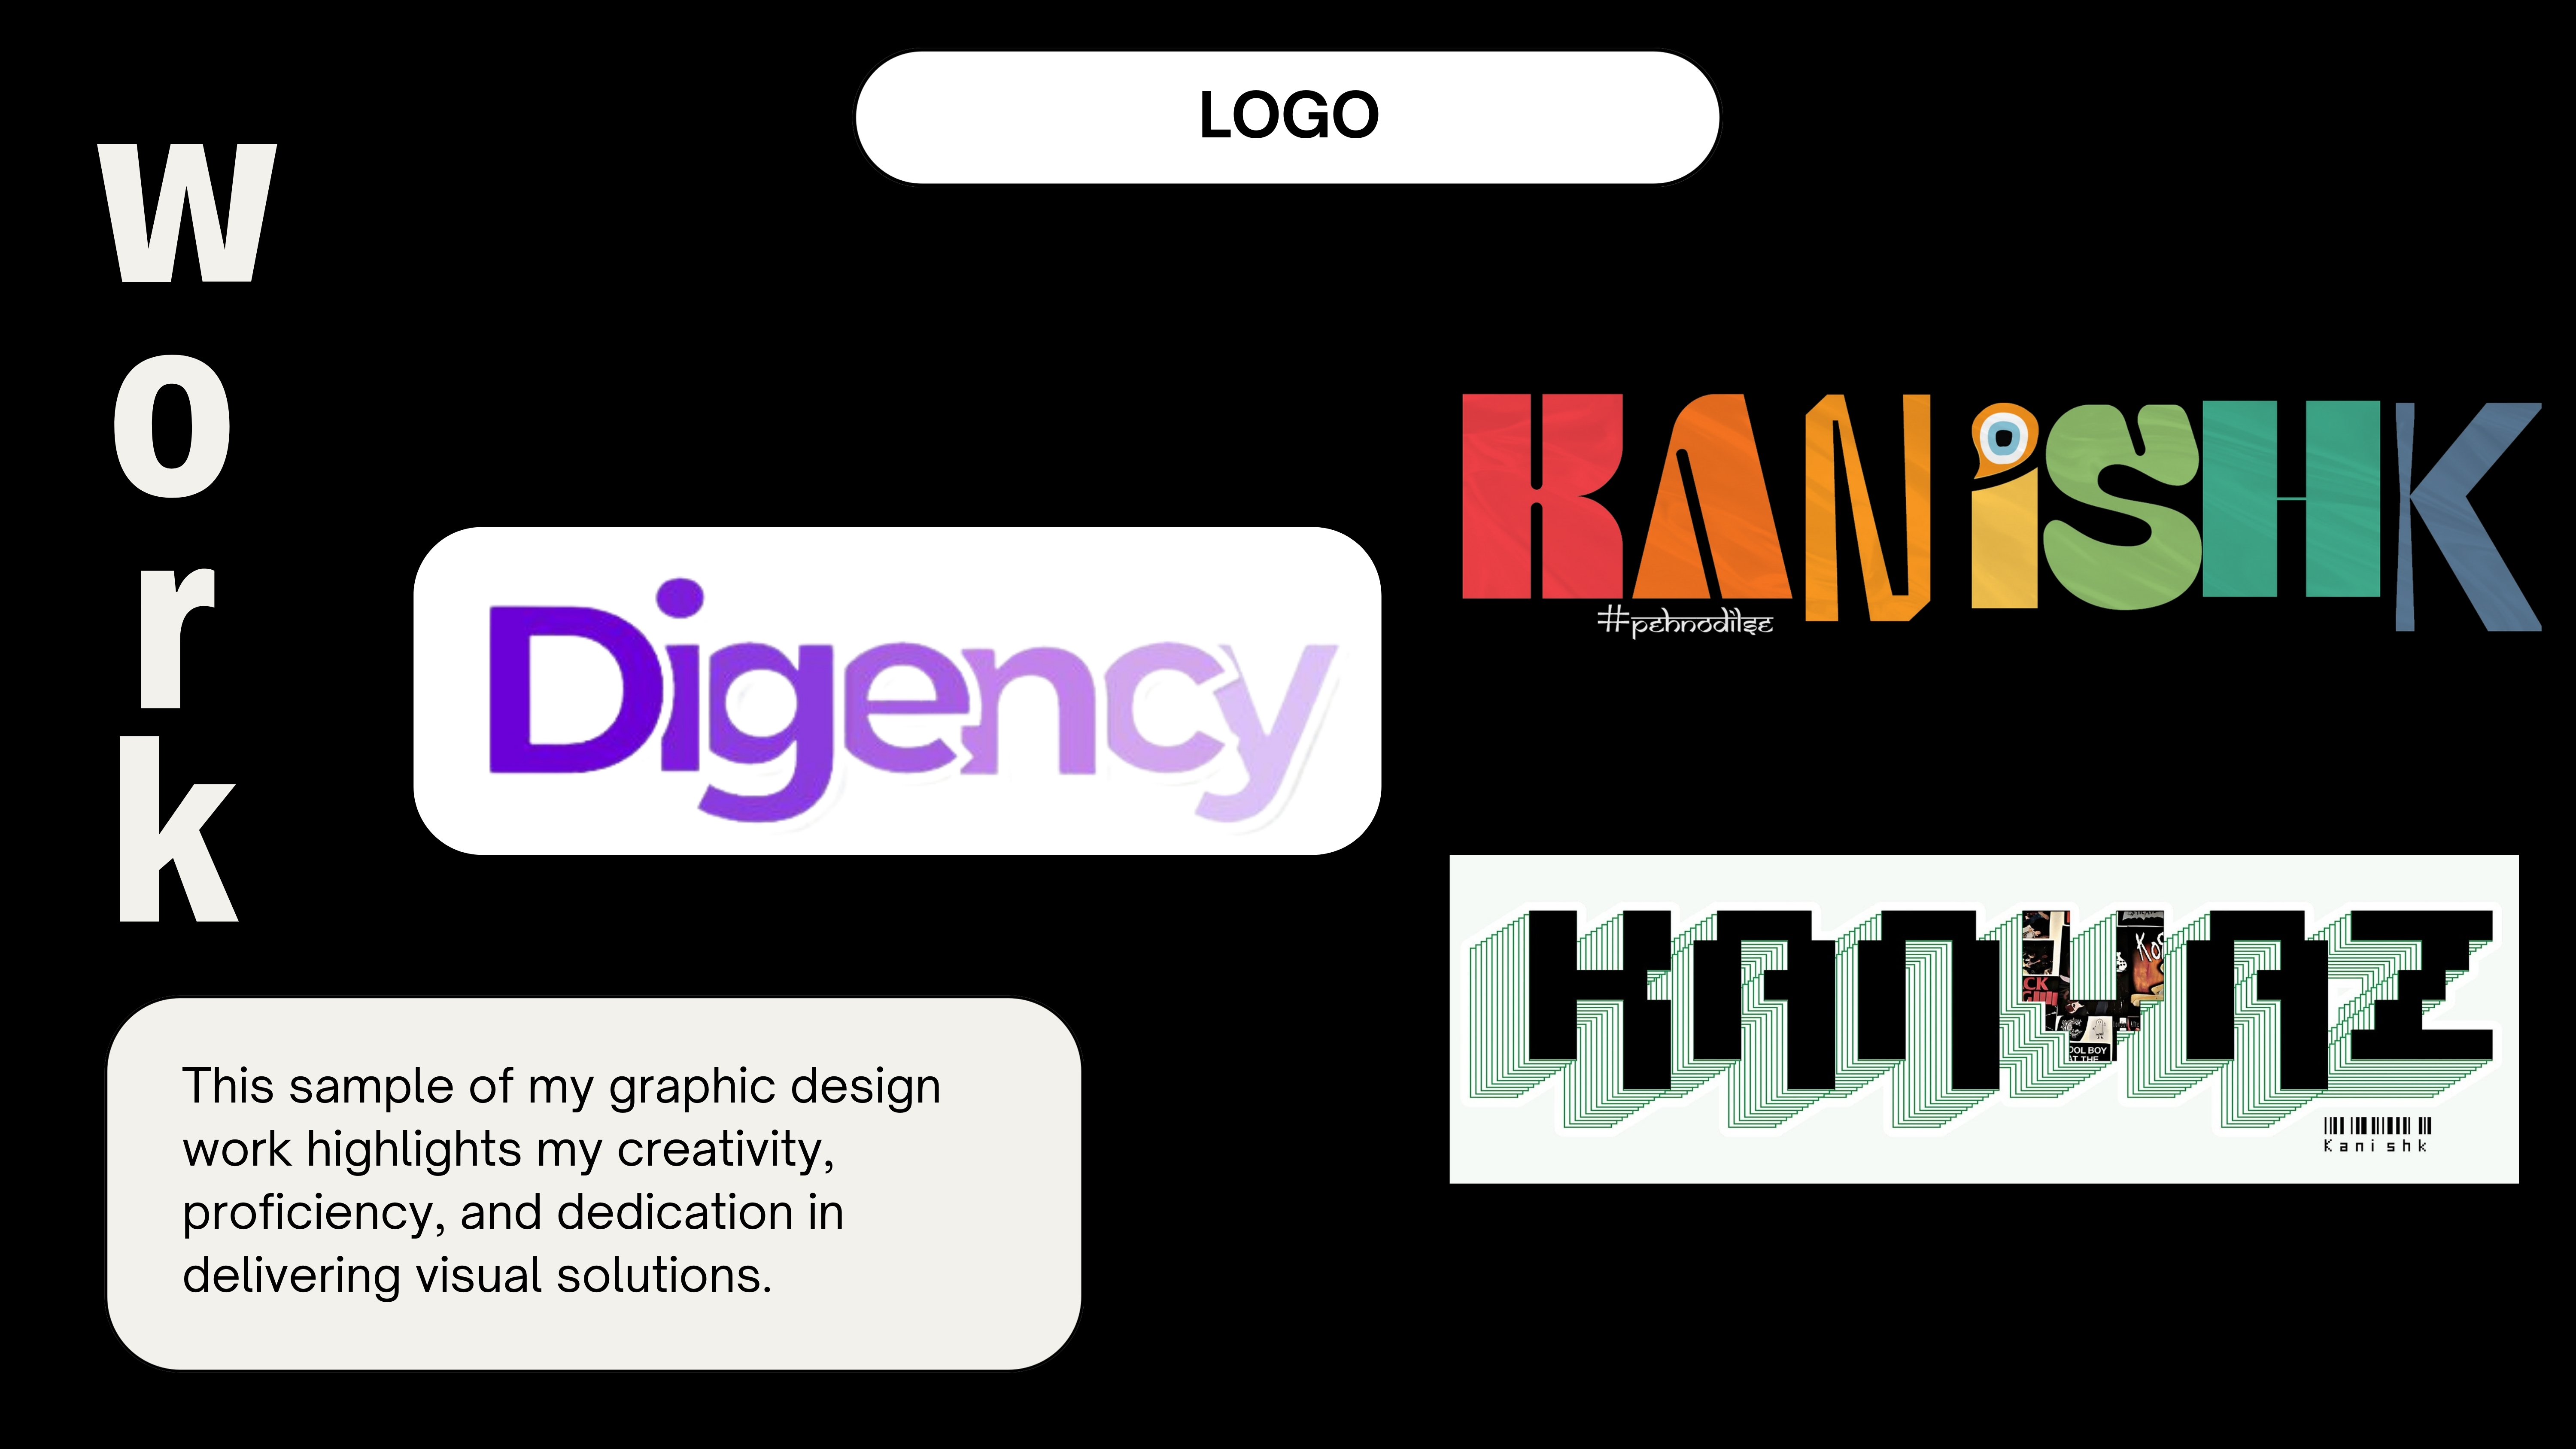 LOGO
work
KANiSHK
#pehnodilse
Digency
KANVAZ
Kanishk
This sample of my graphic design
work highlights my creativity,
proficiency, and dedication in
delivering visual solutions.